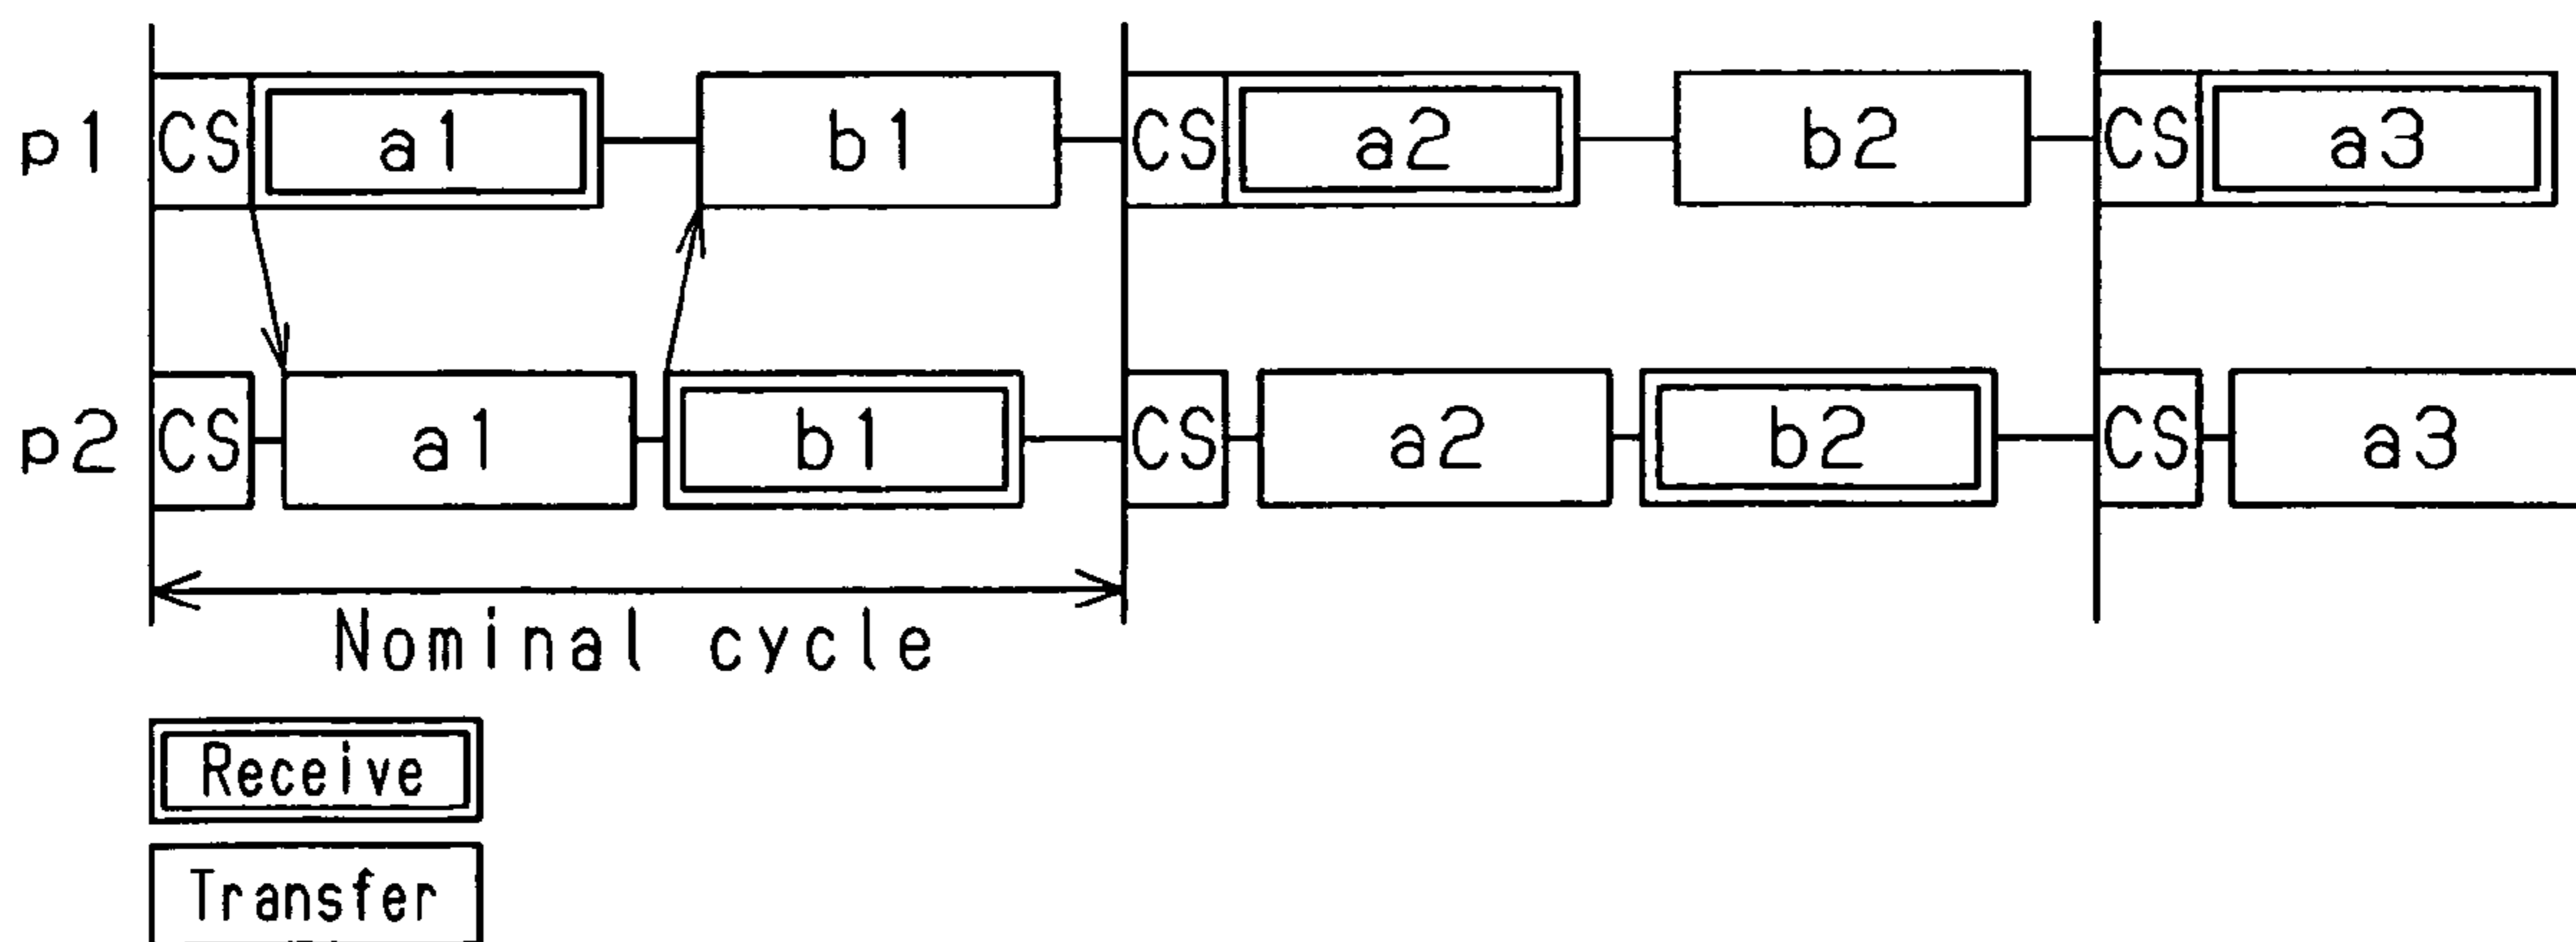 p1 CS a1 b1 CS a2 b2 CS a3
p2 CS a1 b1 CS a2 b2 CS a3
Nominal cycle
Receive
Transfer